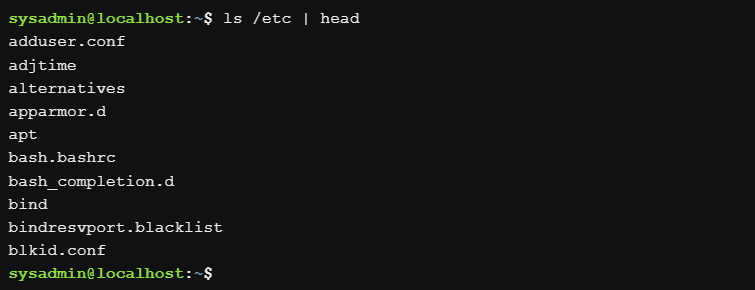 sysadmin@localhost:~$ ls /etc | head
adduser.conf
adjtime
alternatives
apparmor.d
apt
bash.bashrc
bash_completion.d
bind
bindresvport.blacklist
blkid.conf
sysadmin@localhost:~$